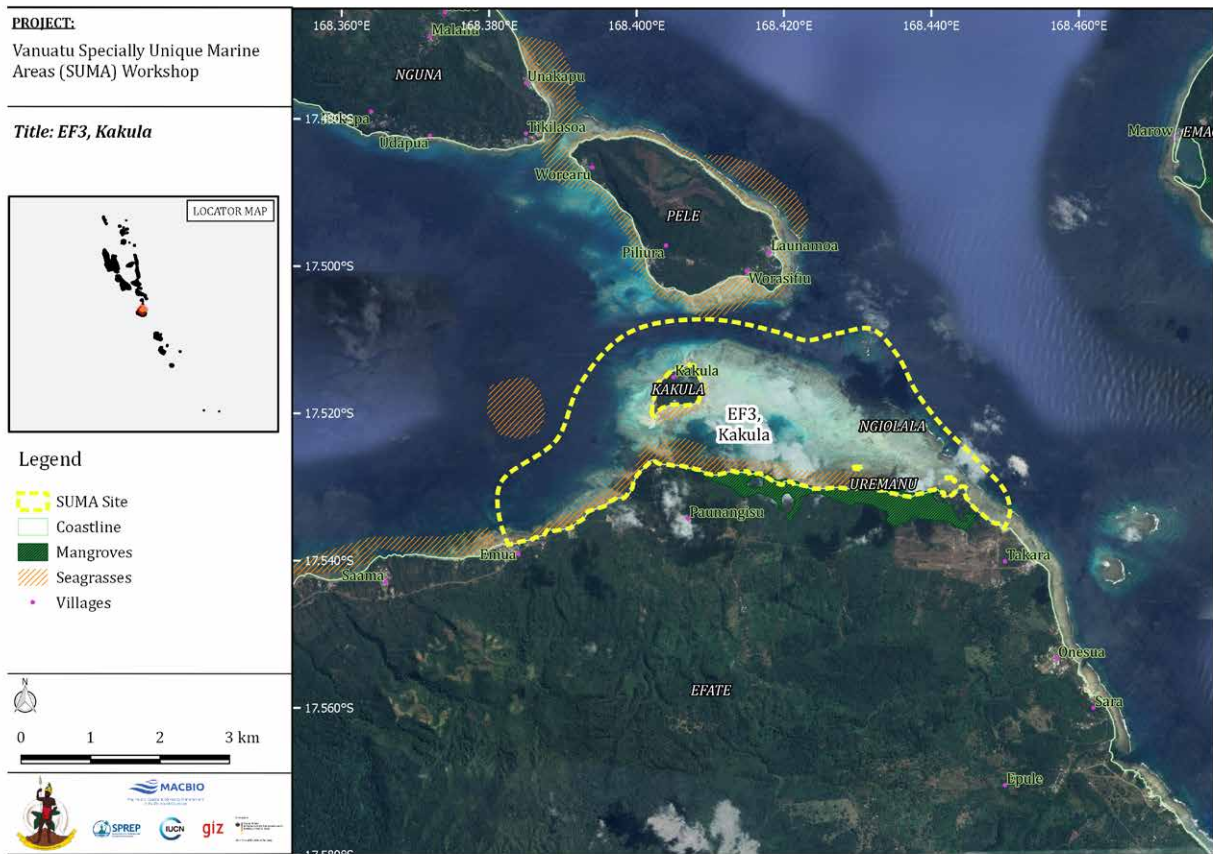 PROJECT:
Vanuatu Specially Unique Marine
Areas (SUMA) Workshop
Title: EF3, Kakula
LOCATOR MAP
Legend
SUMA Site
Coastline
Mangroves
Seagrasses
Villages
N
0 1 2 3 km
MACBIO
SPREP
IUCN
giz
168.360°E
168.380°E
168.400°E
168.420°E
168.440°E
168.460°E
NGUNA
Unakapu
Tikilasoa
Udapua
Worearu
Marow
PELE
Piliura
Launamoa
Worasifiu
17.500°S
Kakula
KAKULA
17.520°S
EF3,
Kakula
NGIOLALA
UREMANU
Paunangisu
17.540°S
Emua
Saama
Takara
Onesua
EFATE
Sara
17.560°S
Epule
17.580°S